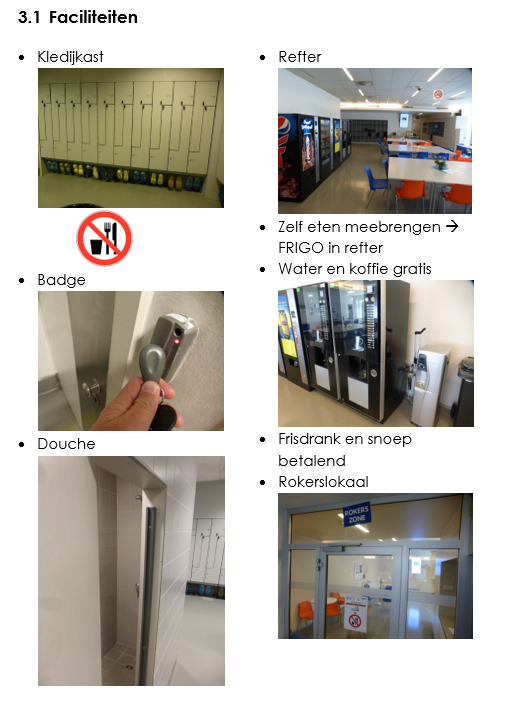 3.1 Faciliteiten
• Kledijkast
• Badge
• Douche
• Refter
• Zelf eten meebrengen →
FRIGO in refter
• Water en koffie gratis
• Frisdrank en snoep
betalend
• Rokerslokaal
ROKERS
ZONE